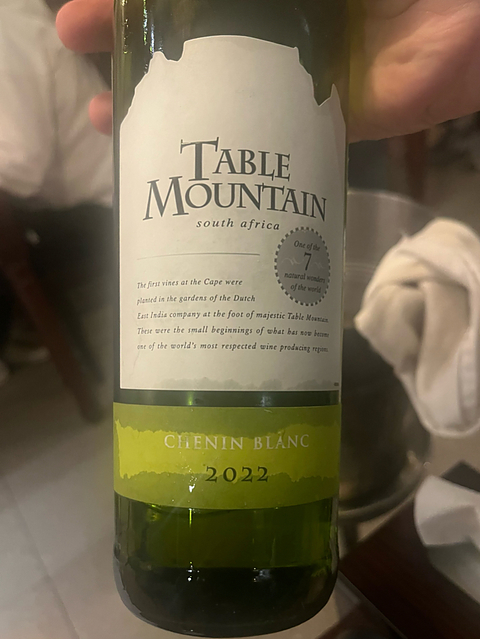 TABLE
MOUNTAIN
south africa
One of the
7
natural wonders
of the world
The first vines at the Cape were
planted in the gardens of the Dutch
East India company at the foot of majestic Table Mountain.
These were the small beginnings of what has now become
one of the world's most respected wine producing regions.
CHENIN BLANC
2022